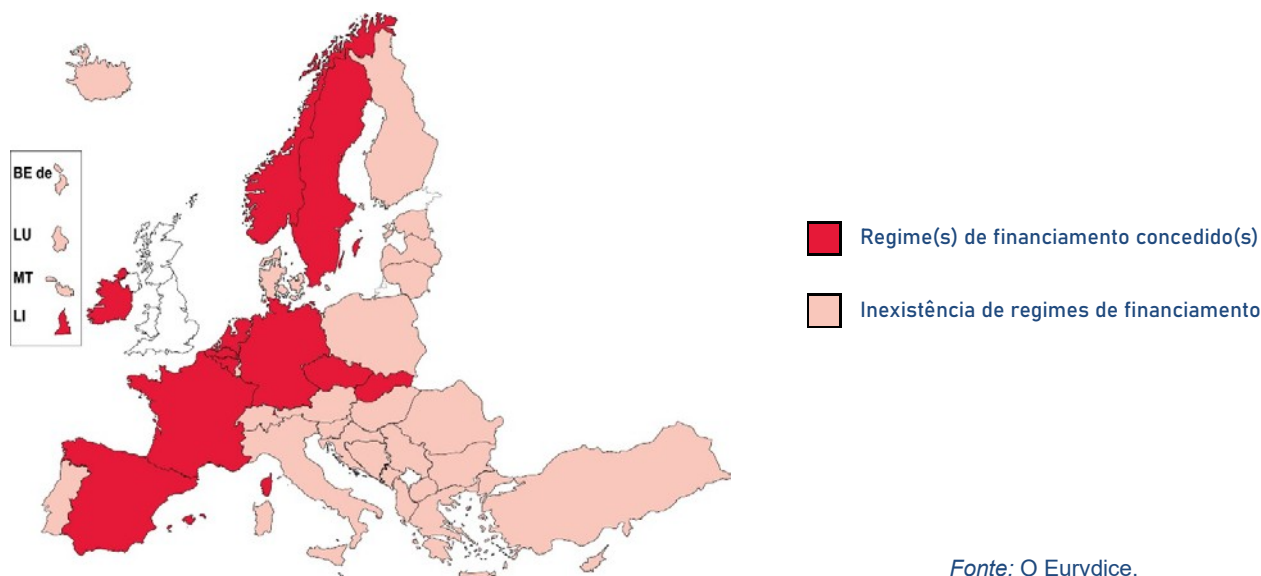 BE de
LU
MT
LI
Regime(s) de financiamento concedido(s)
Inexistência de regimes de financiamento
Fonte: O Eurydice.